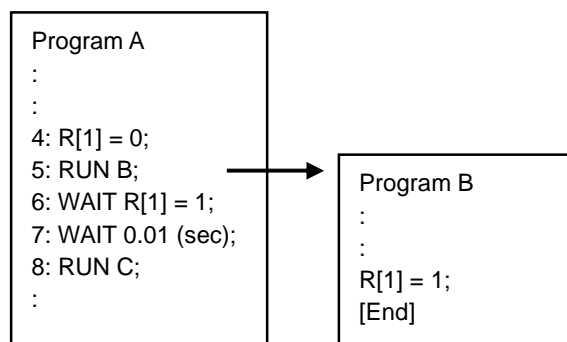 Program A
:
:
4: R[1] = 0;
5: RUN B;
6: WAIT R[1] = 1;
7: WAIT 0.01 (sec);
8: RUN C;
:
Program B
:
:
R[1] = 1;
[End]